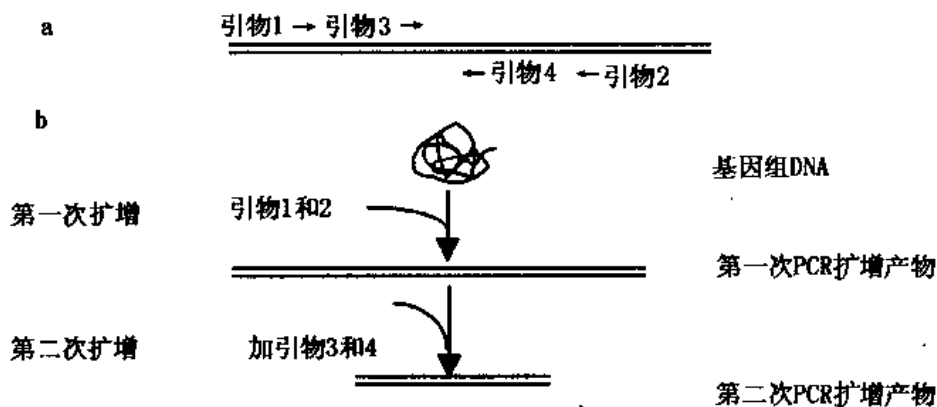 a
引物1 → 引物3 →
← 引物4 ← 引物2
b
基因组DNA
第一次扩增 引物1和2
第一次PCR扩增产物
第二次扩增 加引物3和4
第二次PCR扩增产物